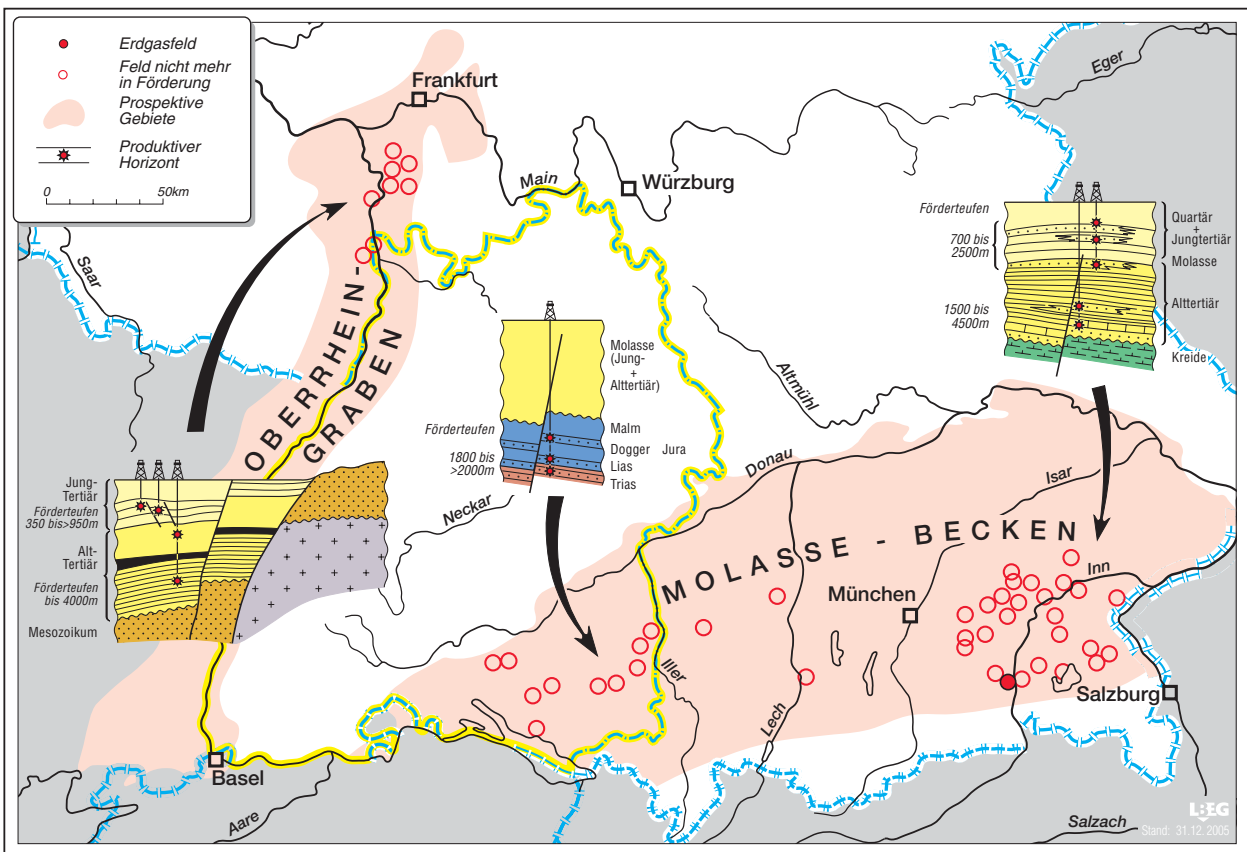 Erdgasfeld
Feld nicht mehr
in Förderung
Prospektive
Gebiete
Produktiver
Horizont
0
50km
Frankfurt
Eger
Main
Würzburg
Saar
OBERRHEIN-
GRABEN
Förderteufen
700 bis
2500m
1500 bis
4500m
Quartär
+
Jungtertiär
Molasse
Alttertiär
Kreide
Molasse
(Jung-
+
Alttertiär)
Förderteufen
1800 bis
>2000m
Malm
Dogger Jura
Lias
Trias
Altmühl
Donau
Isar
Neckar
Jung-
Tertiär
Förderteufen
350 bis>950m
Alt-
Tertiär
Förderteufen
bis 4000m
Mesozoikum
MOLASSE - BECKEN
München
Inn
Iller
Lech
Salzburg
Basel
Aare
Salzach
LBEG
Stand: 31.12.2005